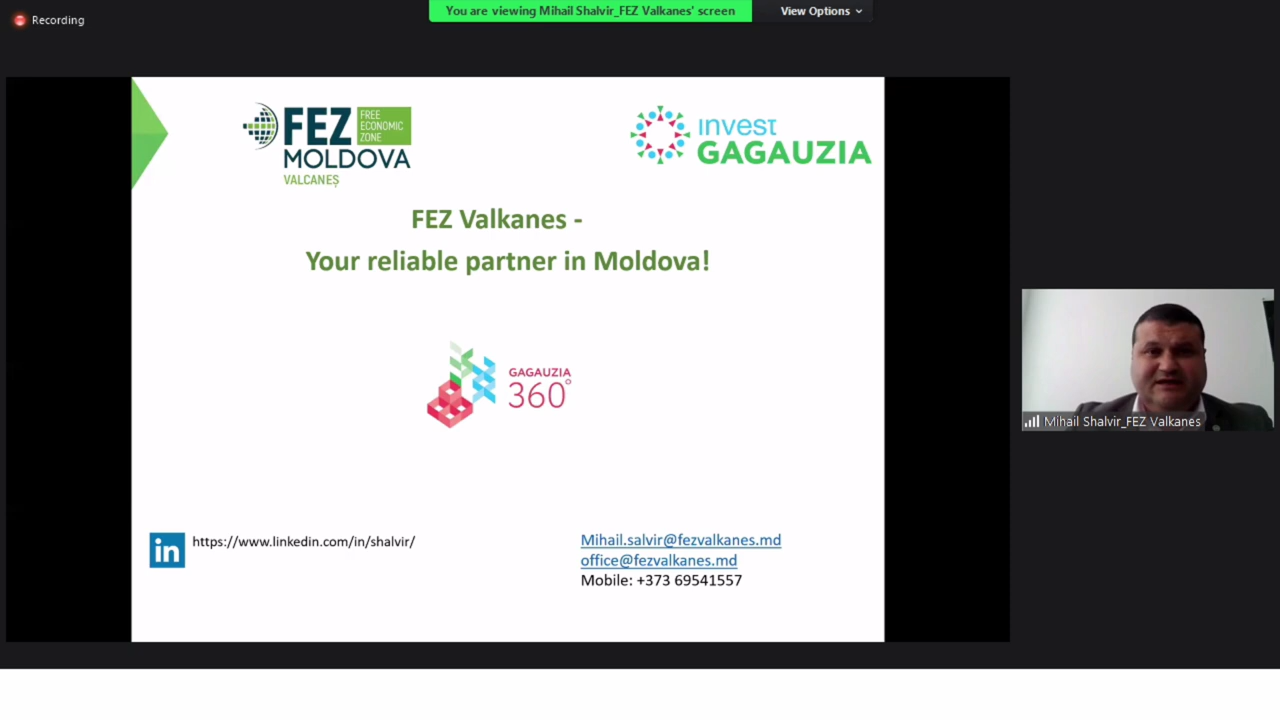 Recording
You are viewing Mihail Shalvir_FEZ Valkanes' screen
View Options
FEZ
FREE
ECONOMIC
ZONE
MOLDOVA
VALCANEȘ
invest
GAGAUZIA
FEZ Valkanes -
Your reliable partner in Moldova!
GAGAUZIA
360°
in
https://www.linkedin.com/in/shalvir/
Mihail.salvir@fezvalkanes.md
office@fezvalkanes.md
Mobile: +373 69541557
Mihail Shalvir_FEZ Valkanes